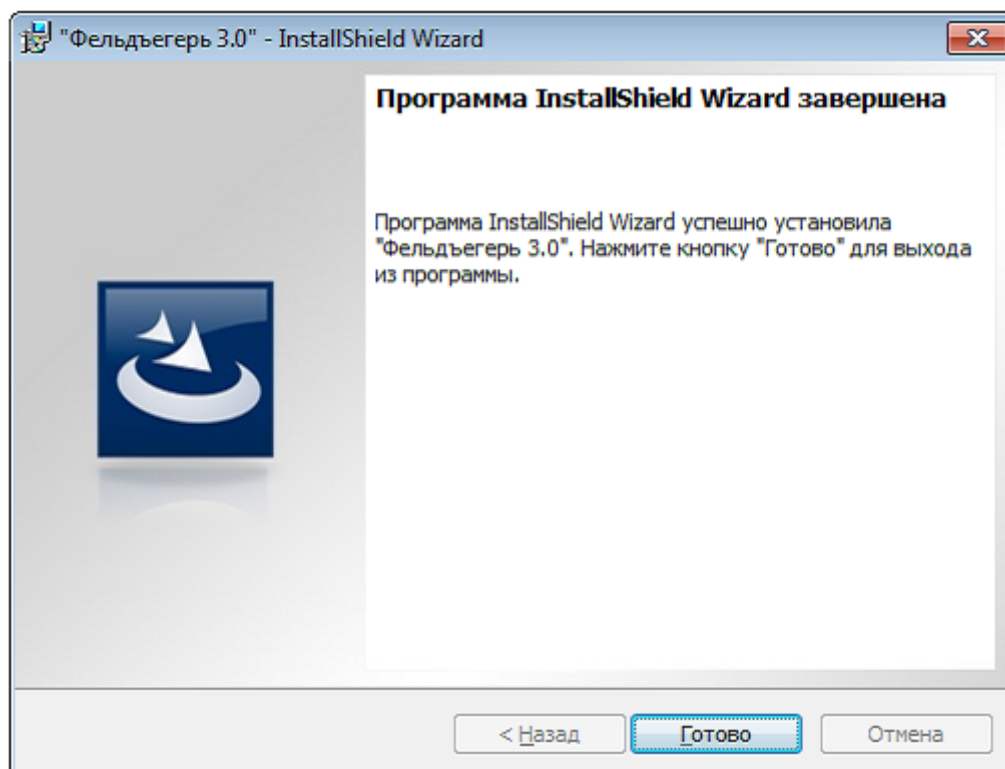 "Фельдъегерь 3.0" - InstallShield Wizard
Программа InstallShield Wizard завершена
Программа InstallShield Wizard успешно установила
"Фельдъегерь 3.0". Нажмите кнопку "Готово" для выхода
из программы.
< Назад
Готово
Отмена